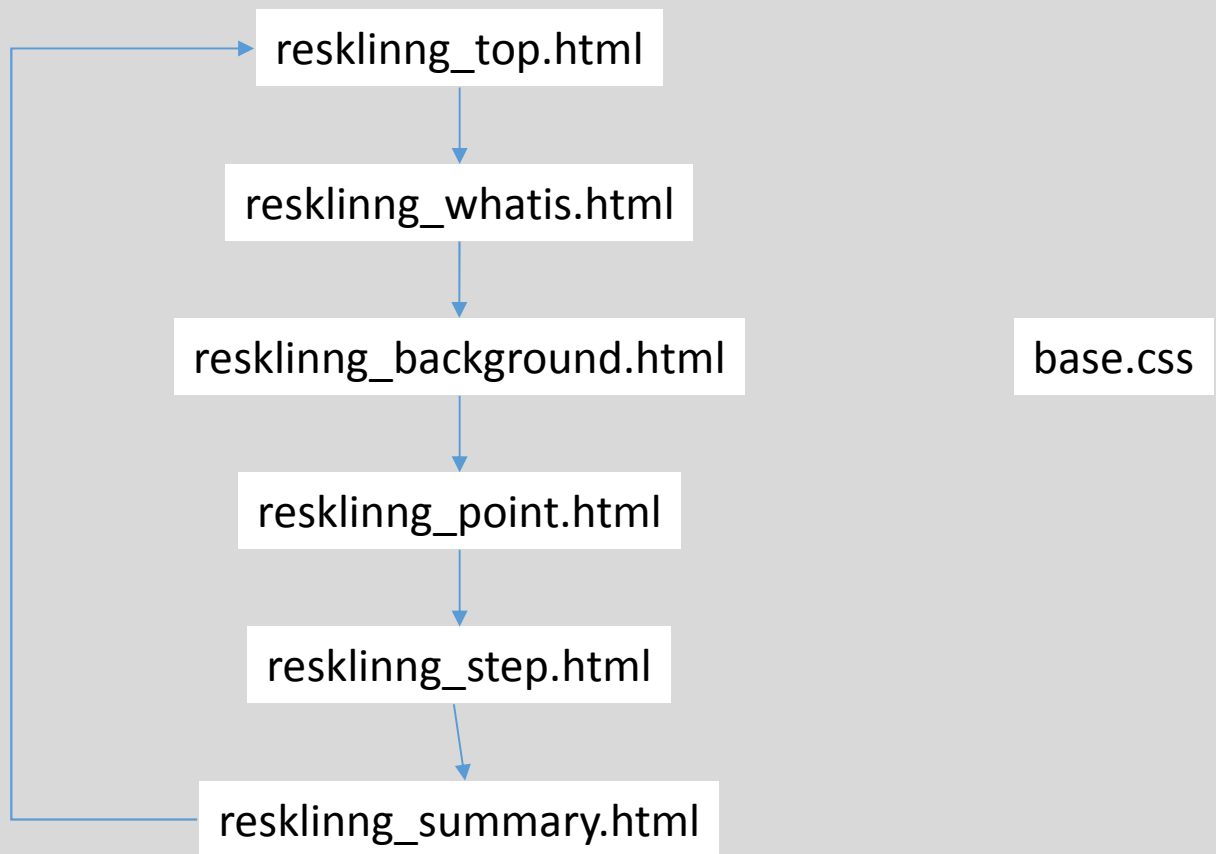 resklinng_top.html
resklinng_whatis.html
resklinng_background.html
base.css
resklinng_point.html
resklinng_step.html
resklinng_summary.html